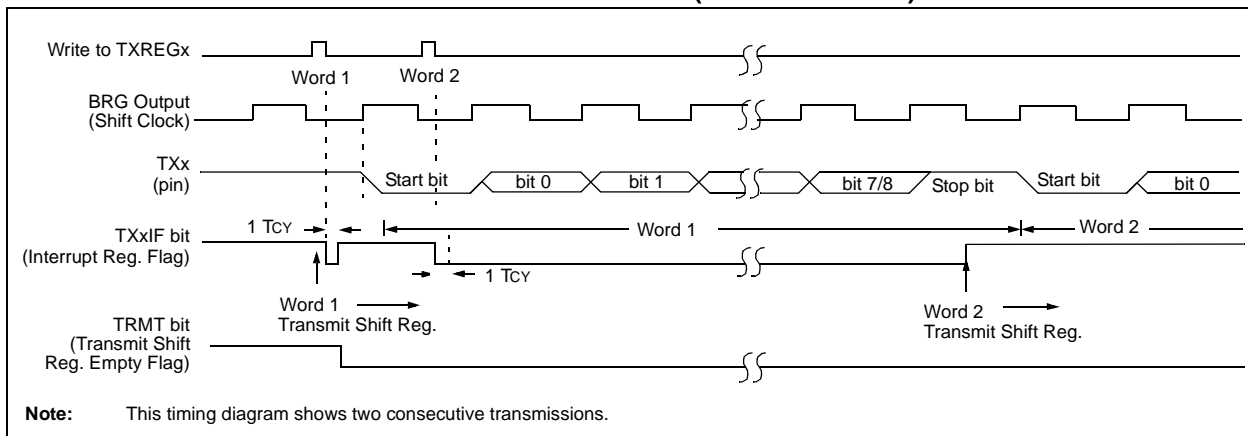 Write to TXREGx
Word 1
Word 2
BRG Output
(Shift Clock)
TXx
(pin)
Start bit
bit 0
bit 1
bit 7/8
Stop bit
Start bit
bit 0
1 TCY
TXxIF bit
(Interrupt Reg. Flag)
Word 1
Word 2
1 TCY
Word 1
Transmit Shift Reg.
Word 2
Transmit Shift Reg.
TRMT bit
(Transmit Shift
Reg. Empty Flag)
Note: This timing diagram shows two consecutive transmissions.